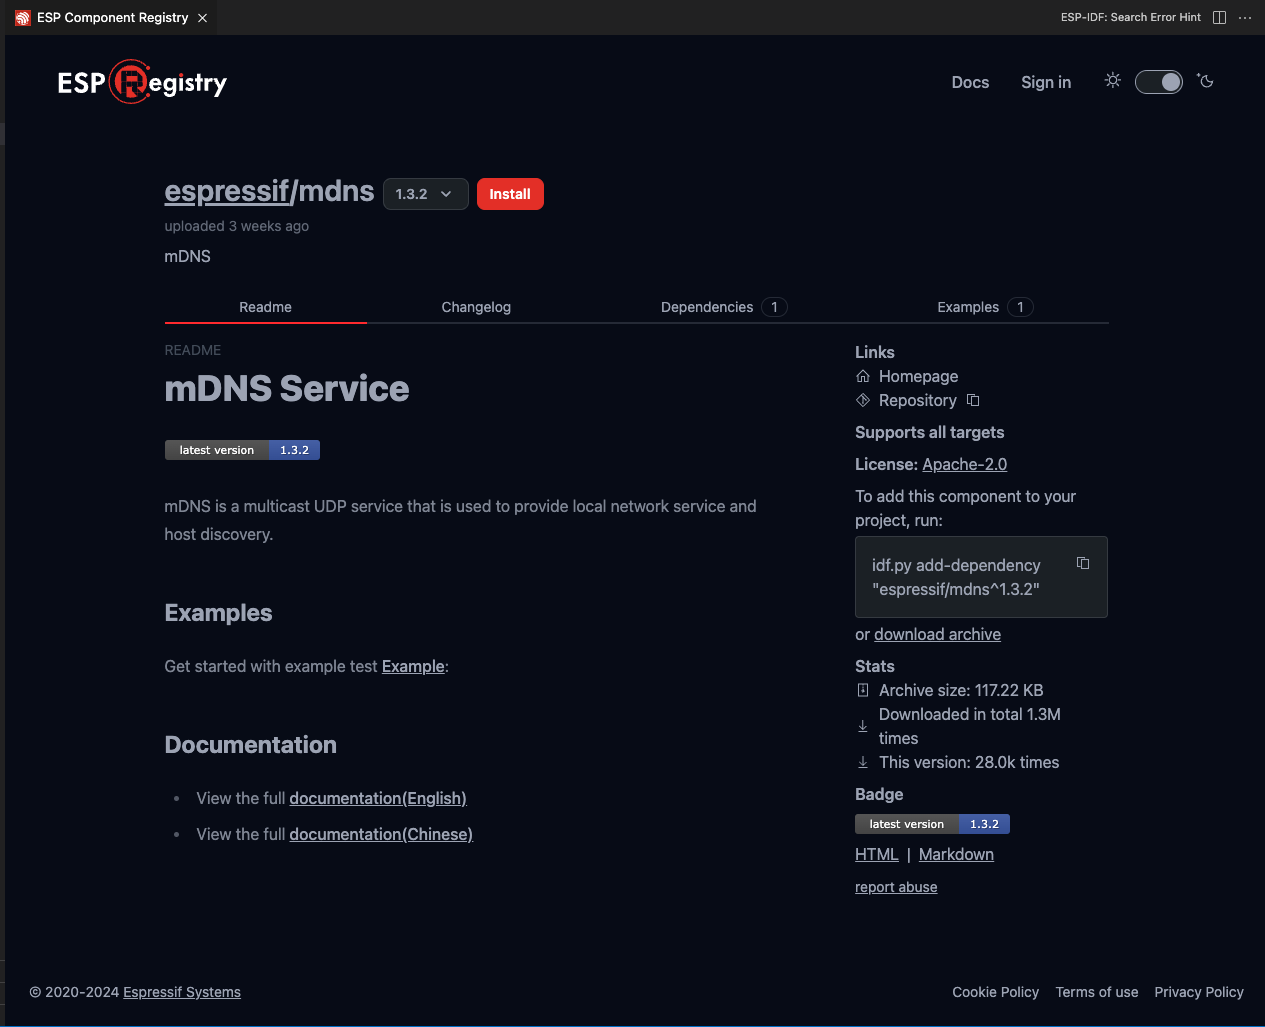 ESP Component Registry
ESP-IDF: Search Error Hint
ESP Registry
Docs
Sign in
espressif/mdns
1.3.2
Install
uploaded 3 weeks ago
mDNS
Readme
Changelog
Dependencies 1
Examples 1
README
mDNS Service
latest version 1.3.2
mDNS is a multicast UDP service that is used to provide local network service and
host discovery.
Examples
Get started with example test Example:
Documentation
• View the full documentation(English)
• View the full documentation(Chinese)
Links
Homepage
Repository
Supports all targets
License: Apache-2.0
To add this component to your
project, run:
idf.py add-dependency
"espressif/mdns^1.3.2"
or download archive
Stats
Archive size: 117.22 KB
Downloaded in total 1.3M
times
This version: 28.0k times
Badge
latest version 1.3.2
HTML | Markdown
report abuse
© 2020-2024 Espressif Systems
Cookie Policy
Terms of use
Privacy Policy